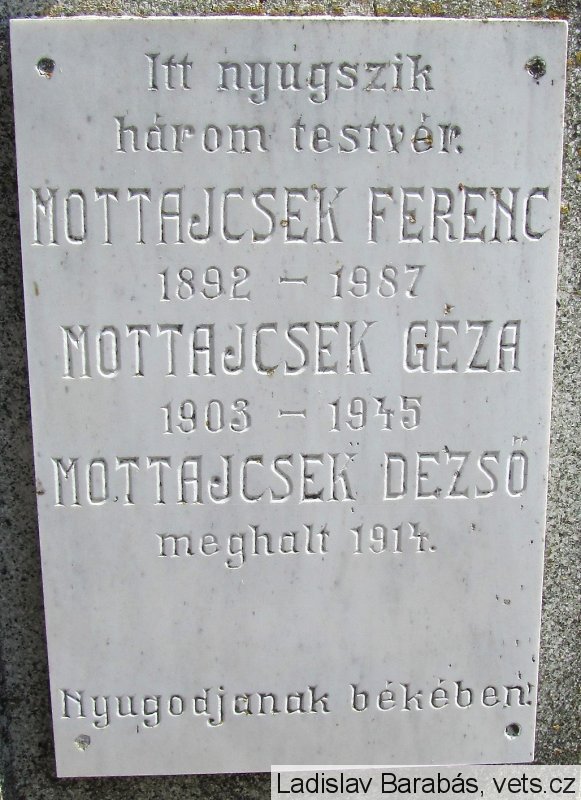 Itt nyugszik
három testvér.
MOTTAJCSEK FERENC
1892 - 1987
MOTTAJCSEK GÉZA
1903 - 1945
MOTTAJCSEK DEZSŐ
meghalt 1914.
Nyugodjanak békében!
Ladislav Barabás, vets.cz